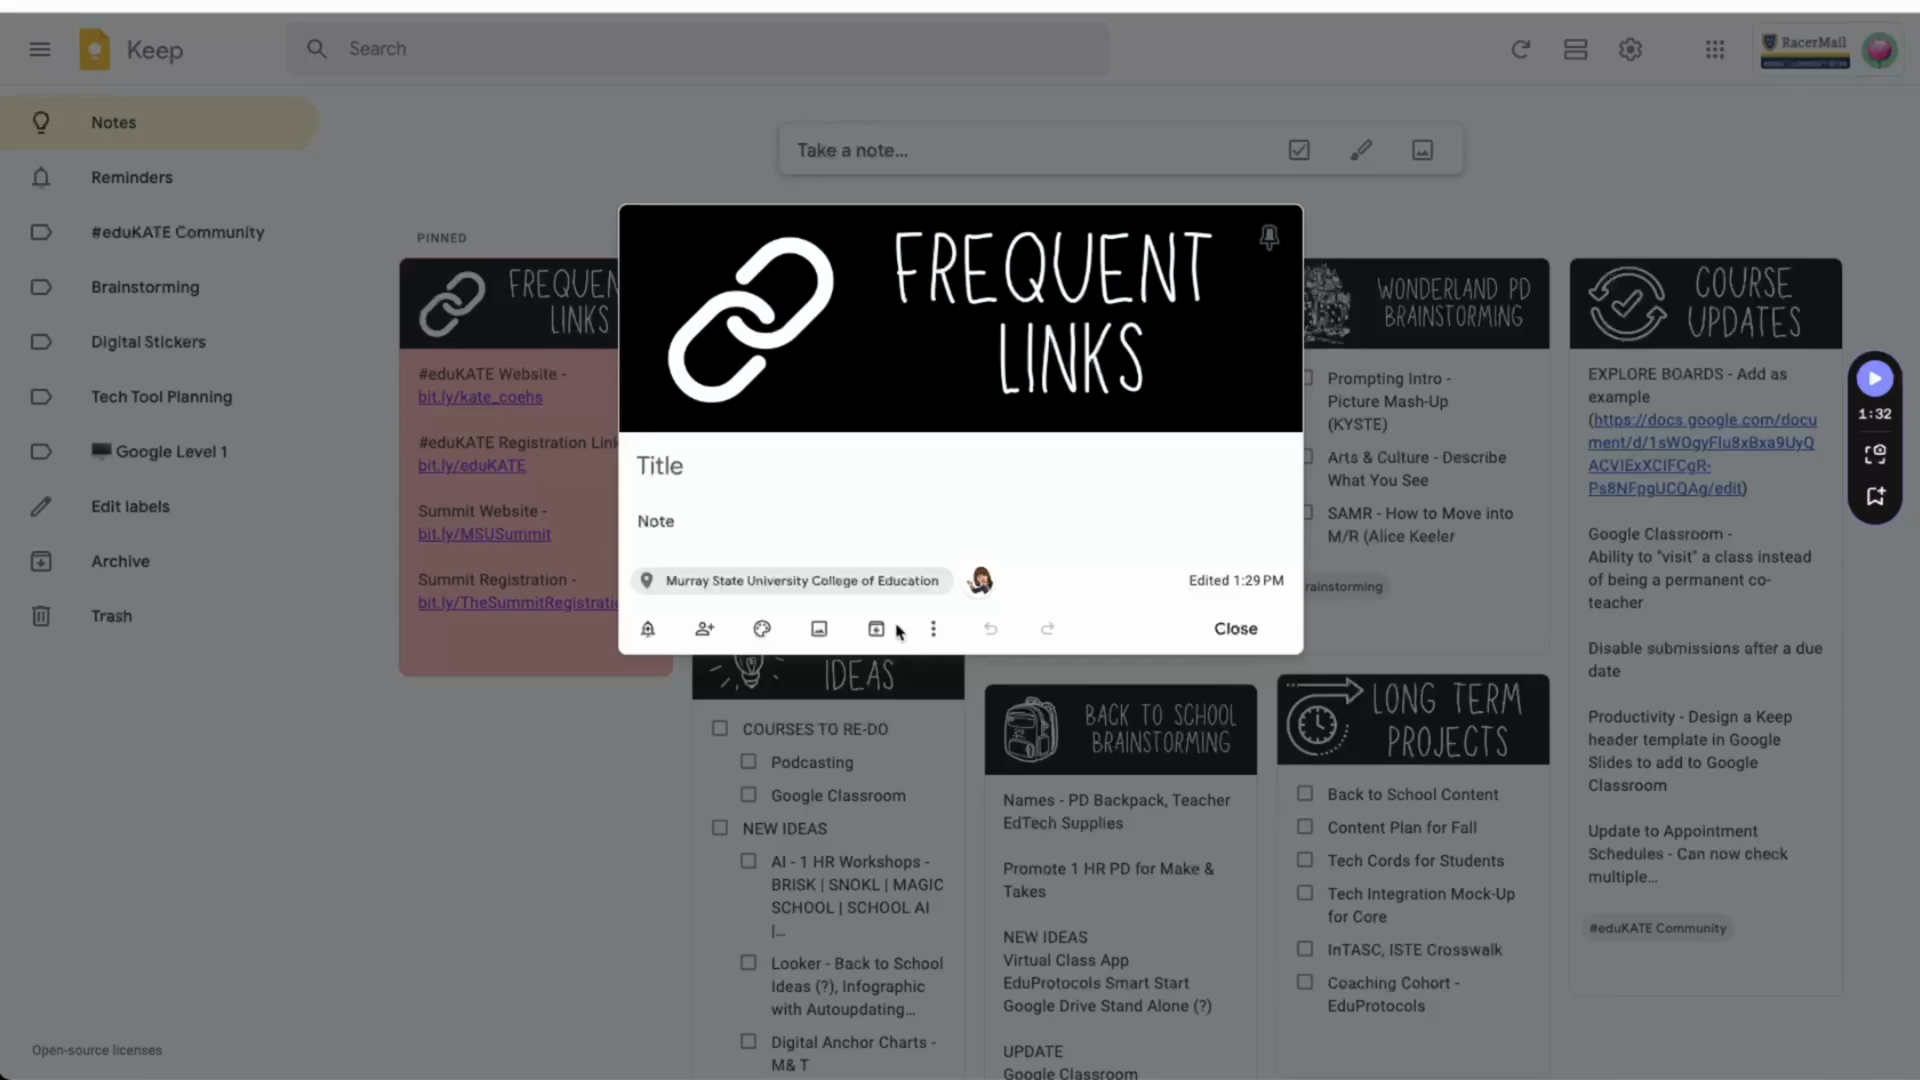 Keep
Search
RacerMail
Notes
Reminders
#eduKATE Community
Brainstorming
Digital Stickers
Tech Tool Planning
Google Level 1
Edit labels
Archive
Trash
Open-source licenses
Take a note...
PINNED
FREQUEN
LINKS
#eduKATE Website -
bit.ly/kate_coehs
#eduKATE Registration Link
bit.ly/eduKATE
Summit Website -
bit.ly/MSUSummit
Summit Registration -
bit.ly/TheSummitRegistratio
FREQUENT
LINKS
Title
Note
Murray State University College of Education
Edited 1:29 PM
Close
IDEAS
COURSES TO RE-DO
Podcasting
Google Classroom
NEW IDEAS
AI - 1 HR Workshops -
BRISK | SNOKL | MAGIC
SCHOOL | SCHOOL AI
|...
Looker - Back to School
Ideas (?), Infographic
with Autoupdating...
Digital Anchor Charts -
M& T
BACK TO SCHOOL
BRAINSTORMING
Names - PD Backpack, Teacher
EdTech Supplies
Promote 1 HR PD for Make &
Takes
NEW IDEAS
Virtual Class App
EduProtocols Smart Start
Google Drive Stand Alone (?)
UPDATE
Google Classroom
WONDERLAND PD
BRAINSTORMING
Prompting Intro -
Picture Mash-Up
(KYSTE)
Arts & Culture - Describe
What You See
SAMR - How to Move into
M/R (Alice Keeler
rainstorming
LONG TERM
PROJECTS
Back to School Content
Content Plan for Fall
Tech Cords for Students
Tech Integration Mock-Up
for Core
InTASC, ISTE Crosswalk
Coaching Cohort -
EduProtocols
COURSE
UPDATES
EXPLORE BOARDS - Add as
example
(https://docs.google.com/docu
ment/d/1sWOgyFlu8xBxa9UyQ
ACVIExXCIFCgR-
Ps8NFpgUCQAg/edit)
Google Classroom -
Ability to "visit" a class instead
of being a permanent co-
teacher
Disable submissions after a due
date
Productivity - Design a Keep
header template in Google
Slides to add to Google
Classroom
Update to Appointment
Schedules - Can now check
multiple...
#eduKATE Community
1:32